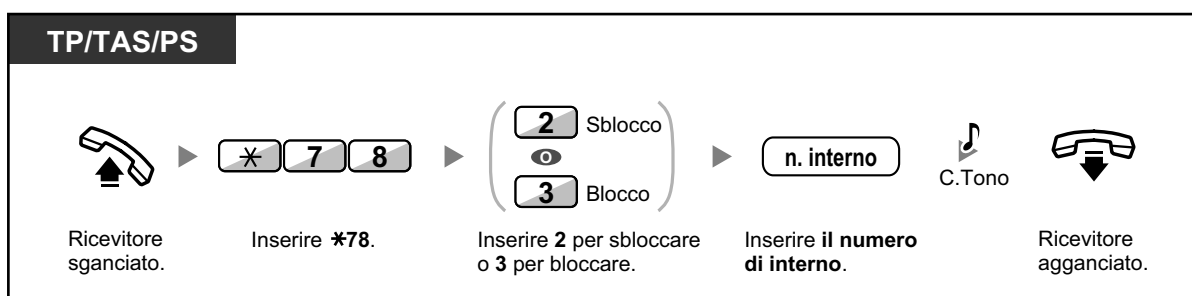 TP/TAS/PS
* 7 8
2 Sblocco
o
3 Blocco
n. interno
C.Tono
Ricevitore
sganciato.
Inserire *78.
Inserire 2 per sbloccare
o 3 per bloccare.
Inserire il numero
di interno.
Ricevitore
agganciato.